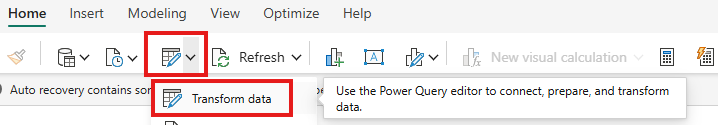 Home Insert Modeling View Optimize Help
Refresh New visual calculation
Auto recovery contains
Transform data
Use the Power Query editor to connect, prepare, and transform
data.